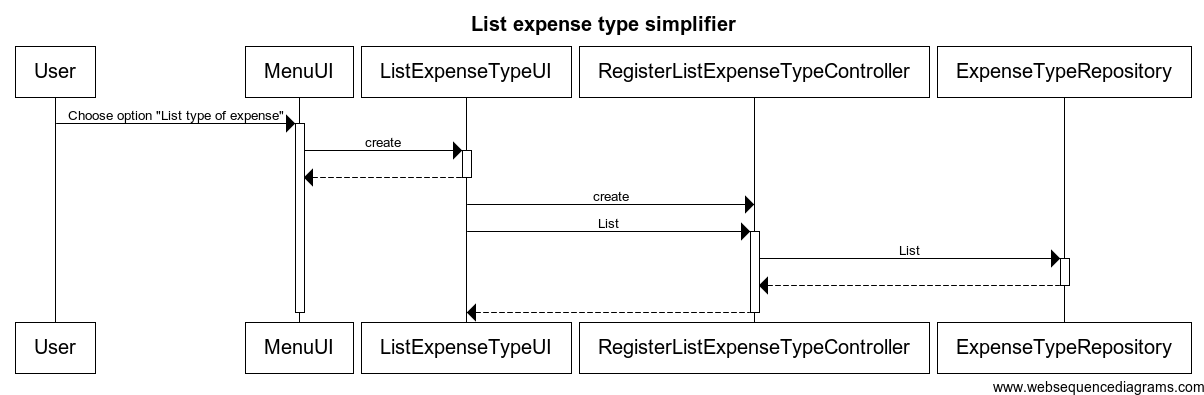 List expense type simplifier
User
MenuUI
ListExpenseTypeUI
RegisterListExpenseTypeController
ExpenseTypeRepository
Choose option "List type of expense"
create
create
List
List
User
MenuUI
ListExpenseTypeUI
RegisterListExpenseTypeController
ExpenseTypeRepository
www.websequencediagrams.com